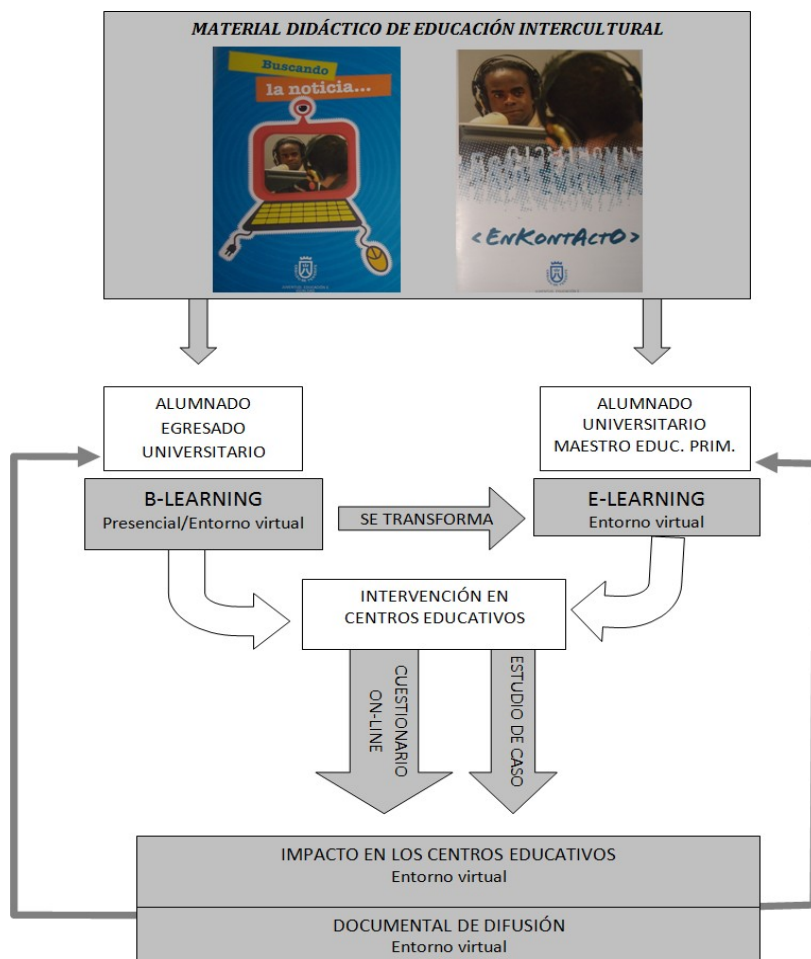 MATERIAL DIDÁCTICO DE EDUCACIÓN INTERCULTURAL
Buscando
la noticia...
<ENKONTACTO>
ALUMNADO
EGRESADO
UNIVERSITARIO
ALUMNADO
UNIVERSITARIO
MAESTRO EDUC. PRIM.
B-LEARNING
Presencial/Entorno virtual
SE TRANSFORMA
E-LEARNING
Entorno virtual
INTERVENCIÓN EN
CENTROS EDUCATIVOS
CUESTIONARIO
ON-LINE
ESTUDIO DE CASO
IMPACTO EN LOS CENTROS EDUCATIVOS
Entorno virtual
DOCUMENTAL DE DIFUSIÓN
Entorno virtual